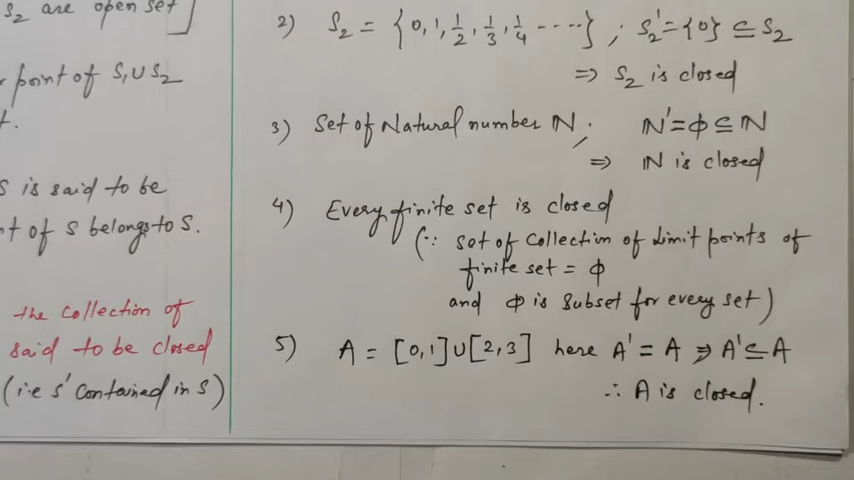 S₂ are open set]
point of S₁∪S₂
t.
S is said to be
nt of S belongs to S.
the collection of
said to be closed
(i.e S' contained in S)
2) S₂ = {0, 1, 1/2, 1/3, 1/4 ----} ; S₂' = {0} ⊆ S₂
⇒ S₂ is closed
3) Set of Natural number ℕ, ℕ' = ϕ ⊆ ℕ
⇒ ℕ is closed
4) Every finite set is closed
(∵ set of collection of limit points of
finite set = ϕ
and ϕ is subset for every set)
5) A = [0,1]∪[2,3] here A' = A ⇒ A' ⊆ A
∴ A is closed.